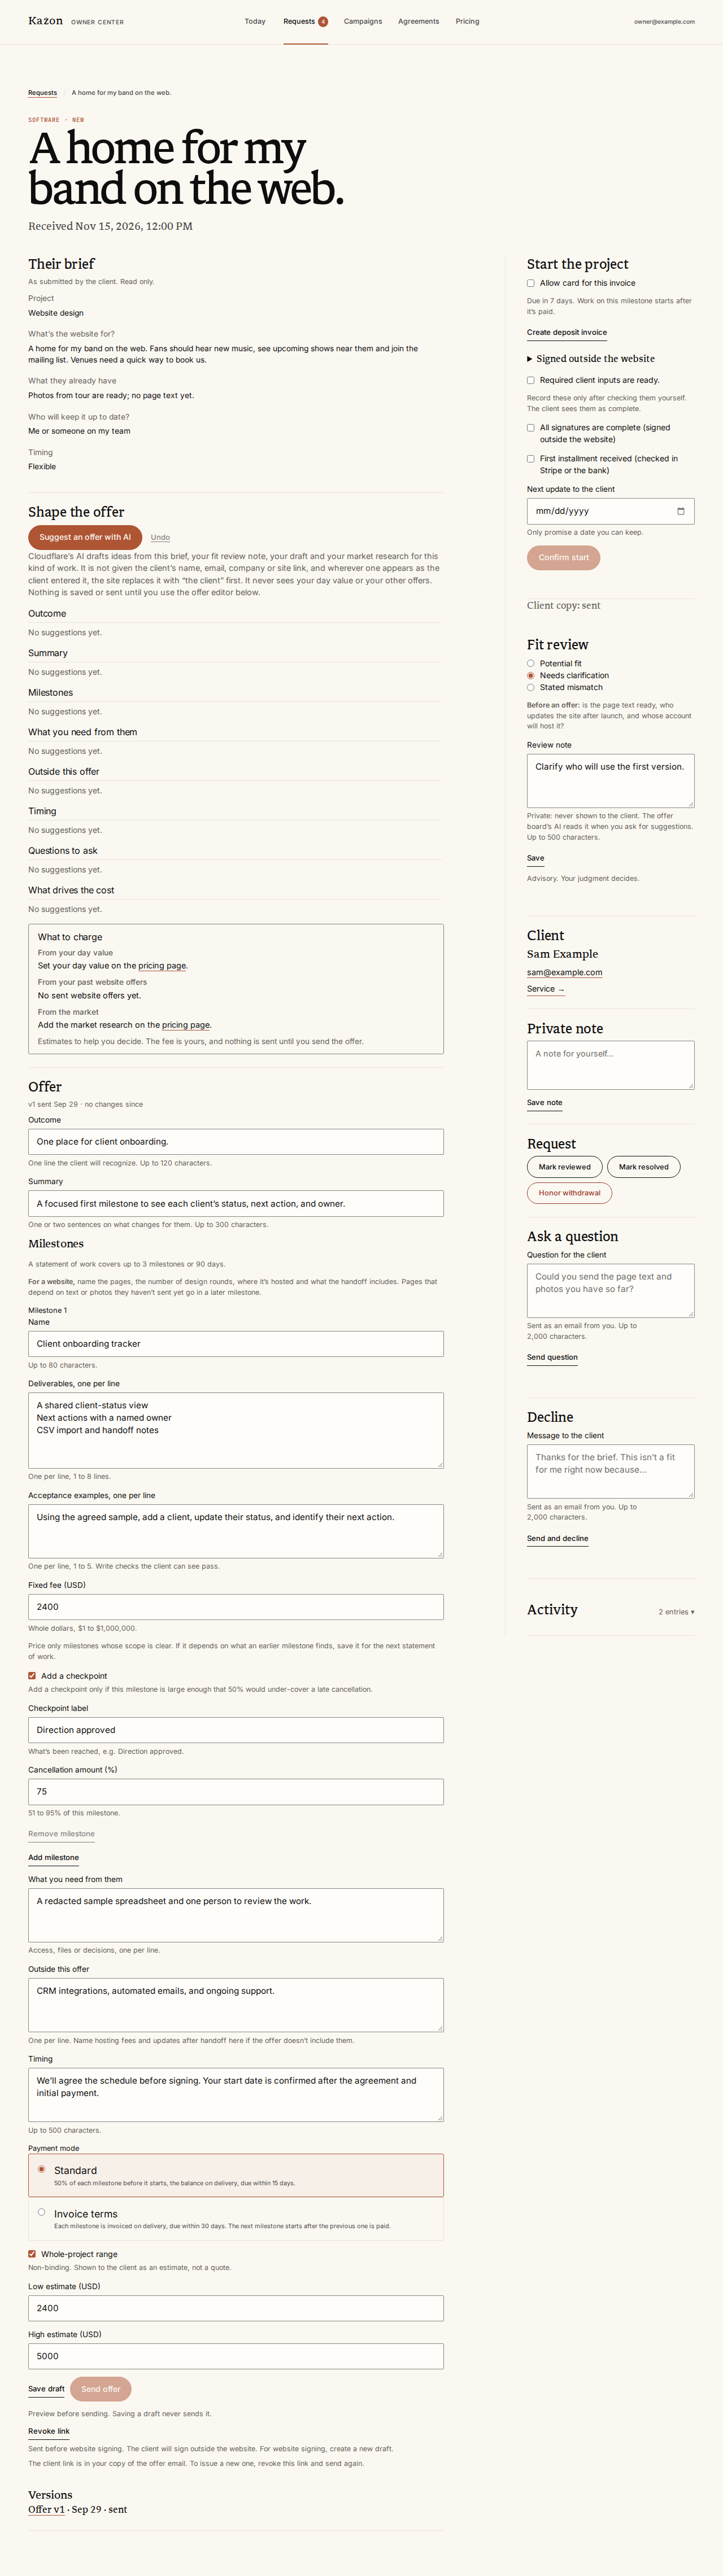 Kazon OWNER CENTER
Today
Requests 4
Campaigns
Agreements
Pricing
owner@example.com
Requests / A home for my band on the web.
SOFTWARE · NEW
A home for my
band on the web.
Received Nov 15, 2026, 12:00 PM
Their brief
As submitted by the client. Read only.
Project
Website design
What's the website for?
A home for my band on the web. Fans should hear new music, see upcoming shows near them and join the
mailing list. Venues need a quick way to book us.
What they already have
Photos from tour are ready; no page text yet.
Who will keep it up to date?
Me or someone on my team
Timing
Flexible
Shape the offer
Suggest an offer with AI
Undo
Cloudflare's AI drafts ideas from this brief, your fit review note, your draft and your market research for this
kind of work. It is not given the client's name, email, company or site link, and wherever one appears as the
client entered it, the site replaces it with "the client" first. It never sees your day value or your other offers.
Nothing is saved or sent until you use the offer editor below.
Outcome
No suggestions yet.
Summary
No suggestions yet.
Milestones
No suggestions yet.
What you need from them
No suggestions yet.
Outside this offer
No suggestions yet.
Timing
No suggestions yet.
Questions to ask
No suggestions yet.
What drives the cost
No suggestions yet.
What to charge
From your day value
Set your day value on the pricing page.
From your past website offers
No sent website offers yet.
From the market
Add the market research on the pricing page.
Estimates to help you decide. The fee is yours, and nothing is sent until you send the offer.
Offer
v1 sent Sep 29 · no changes since
Outcome
One place for client onboarding.
One line the client will recognize. Up to 120 characters.
Summary
A focused first milestone to see each client's status, next action, and owner.
One or two sentences on what changes for them. Up to 300 characters.
Milestones
A statement of work covers up to 3 milestones or 90 days.
For a website, name the pages, the number of design rounds, where it's hosted and what the handoff includes. Pages that
depend on text or photos they haven't sent yet go in a later milestone.
Milestone 1
Name
Client onboarding tracker
Up to 80 characters.
Deliverables, one per line
A shared client-status view
Next actions with a named owner
CSV import and handoff notes
One per line, 1 to 8 lines.
Acceptance examples, one per line
Using the agreed sample, add a client, update their status, and identify their next action.
One per line, 1 to 5. Write checks the client can see pass.
Fixed fee (USD)
2400
Whole dollars, $1 to $1,000,000.
Price only milestones whose scope is clear. If it depends on what an earlier milestone finds, save it for the next statement
of work.
Add a checkpoint
Add a checkpoint only if this milestone is large enough that 50% would under-cover a late cancellation.
Checkpoint label
Direction approved
What's been reached, e.g. Direction approved.
Cancellation amount (%)
75
51 to 95% of this milestone.
Remove milestone
Add milestone
What you need from them
A redacted sample spreadsheet and one person to review the work.
Access, files or decisions, one per line.
Outside this offer
CRM integrations, automated emails, and ongoing support.
One per line. Name hosting fees and updates after handoff here if the offer doesn't include them.
Timing
We'll agree the schedule before signing. Your start date is confirmed after the agreement and
initial payment.
Up to 500 characters.
Payment mode
Standard
50% of each milestone before it starts, the balance on delivery, due within 15 days.
Invoice terms
Each milestone is invoiced on delivery, due within 30 days. The next milestone starts after the previous one is paid.
Whole-project range
Non-binding. Shown to the client as an estimate, not a quote.
Low estimate (USD)
2400
High estimate (USD)
5000
Save draft
Send offer
Preview before sending. Saving a draft never sends it.
Revoke link
Sent before website signing. The client will sign outside the website. For website signing, create a new draft.
The client link is in your copy of the offer email. To issue a new one, revoke this link and send again.
Versions
Offer v1 · Sep 29 · sent
Start the project
Allow card for this invoice
Due in 7 days. Work on this milestone starts after
it's paid.
Create deposit invoice
▶ Signed outside the website
Required client inputs are ready.
Record these only after checking them yourself.
The client sees them as complete.
All signatures are complete (signed
outside the website)
First installment received (checked in
Stripe or the bank)
Next update to the client
mm/dd/yyyy
Only promise a date you can keep.
Confirm start
Client copy: sent
Fit review
Potential fit
Needs clarification
Stated mismatch
Before an offer: is the page text ready, who
updates the site after launch, and whose account
will host it?
Review note
Clarify who will use the first version.
Private: never shown to the client. The offer
board's AI reads it when you ask for suggestions.
Up to 500 characters.
Save
Advisory. Your judgment decides.
Client
Sam Example
sam@example.com
Service →
Private note
A note for yourself...
Save note
Request
Mark reviewed
Mark resolved
Honor withdrawal
Ask a question
Question for the client
Could you send the page text and
photos you have so far?
Sent as an email from you. Up to
2,000 characters.
Send question
Decline
Message to the client
Thanks for the brief. This isn't a fit
for me right now because...
Sent as an email from you. Up to
2,000 characters.
Send and decline
Activity
2 entries ▾